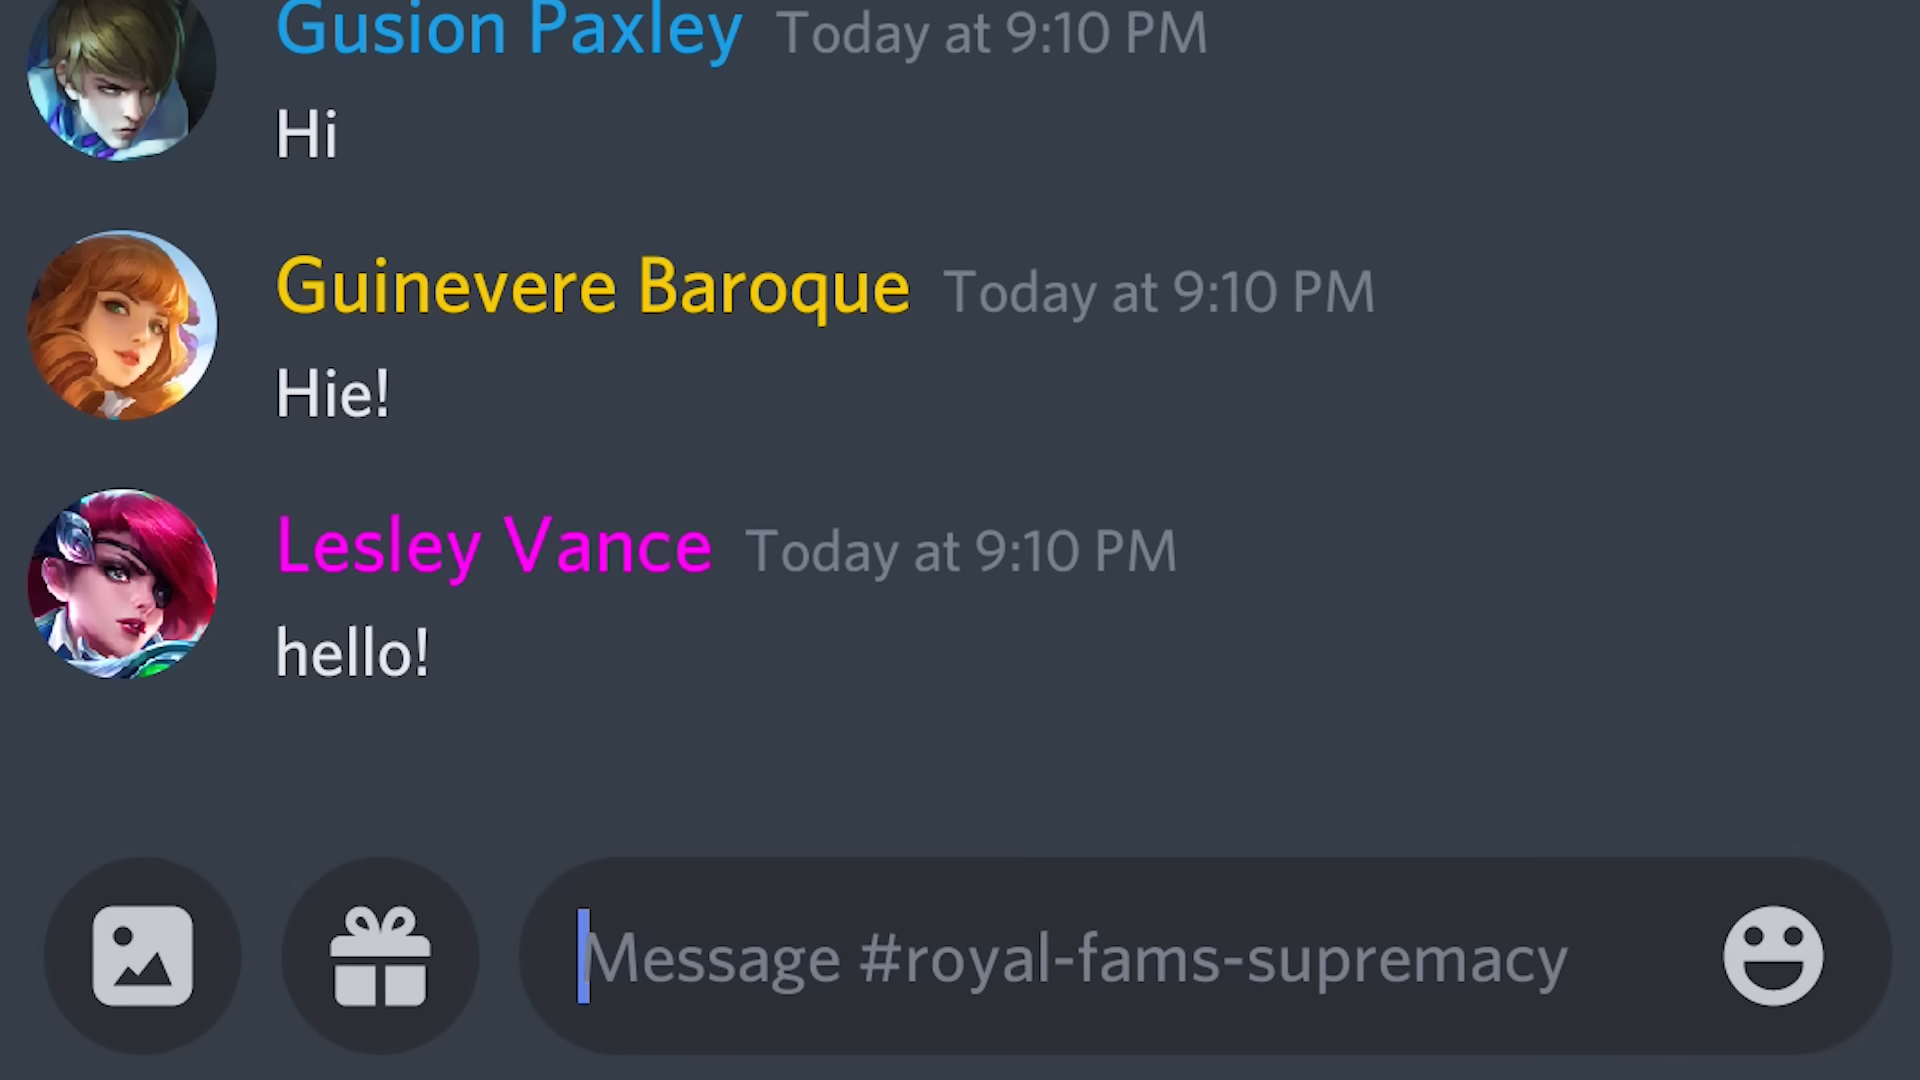 Gusion Paxley Today at 9:10 PM
Hi
Guinevere Baroque Today at 9:10 PM
Hie!
Lesley Vance Today at 9:10 PM
hello!
Message #royal-fams-supremacy